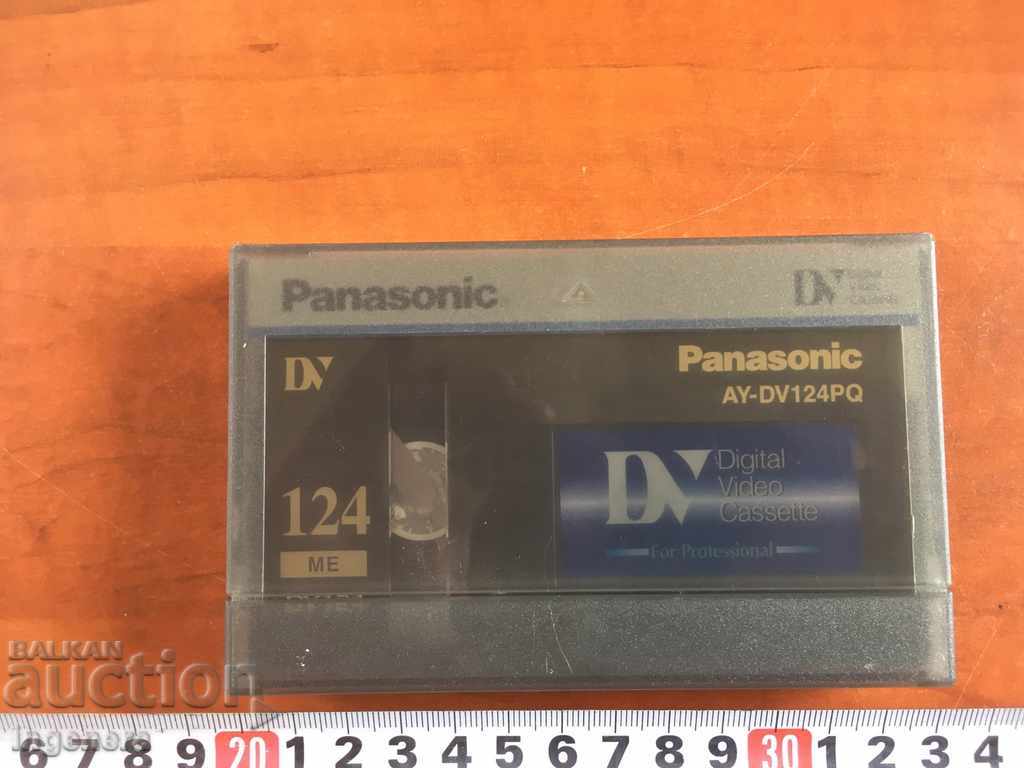 Panasonic
DV
DV
Panasonic
AY-DV124PQ
DV Digital
Video
Cassette
For Professional
124
ME
BALKAN
auction
Ingenero
6 7 8 9 20 1 2 3 4 5 6 7 8 9 30 1 2 3 4